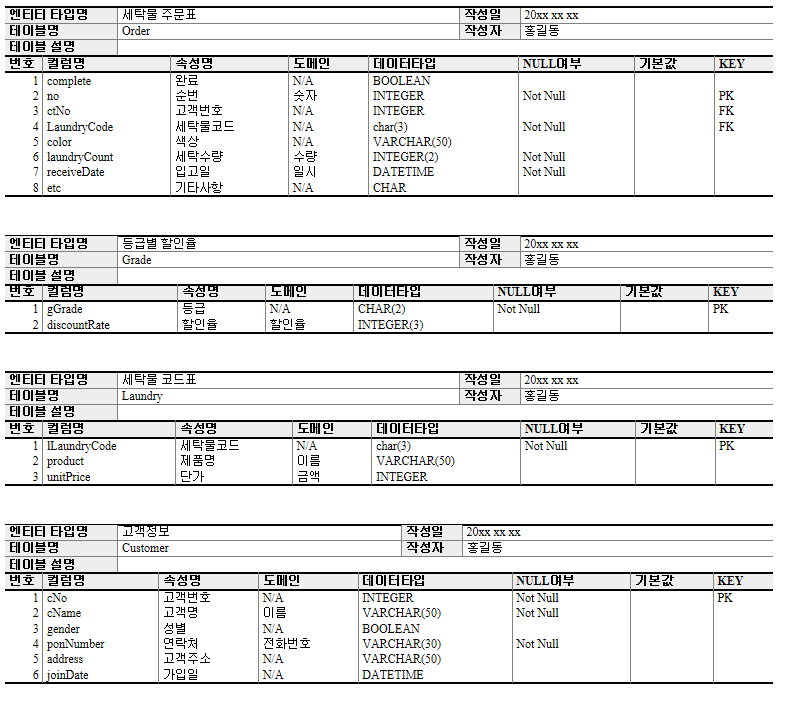 엔티티 타입명 세탁물 주문표 작성일 20xx xx xx
테이블명 Order 작성자 홍길동
테이블 설명
번호 컬럼명 속성명 도메인 데이터타입 NULL여부 기본값 KEY
1 complete 완료 N/A BOOLEAN
2 no 순번 숫자 INTEGER Not Null PK
3 ctNo 고객번호 N/A INTEGER FK
4 LaundryCode 세탁물코드 N/A char(3) Not Null FK
5 color 색상 N/A VARCHAR(50)
6 laundryCount 세탁수량 수량 INTEGER(2) Not Null
7 receiveDate 입고일 일시 DATETIME Not Null
8 etc 기타사항 N/A CHAR
엔티티 타입명 등급별 할인율 작성일 20xx xx xx
테이블명 Grade 작성자 홍길동
테이블 설명
번호 컬럼명 속성명 도메인 데이터타입 NULL여부 기본값 KEY
1 gGrade 등급 N/A CHAR(2) Not Null PK
2 discountRate 할인율 할인율 INTEGER(3)
엔티티 타입명 세탁물 코드표 작성일 20xx xx xx
테이블명 Laundry 작성자 홍길동
테이블 설명
번호 컬럼명 속성명 도메인 데이터타입 NULL여부 기본값 KEY
1 lLaundryCode 세탁물코드 N/A char(3) Not Null PK
2 product 제품명 이름 VARCHAR(50)
3 unitPrice 단가 금액 INTEGER
엔티티 타입명 고객정보 작성일 20xx xx xx
테이블명 Customer 작성자 홍길동
테이블 설명
번호 컬럼명 속성명 도메인 데이터타입 NULL여부 기본값 KEY
1 cNo 고객번호 N/A INTEGER Not Null PK
2 cName 고객명 이름 VARCHAR(50) Not Null
3 gender 성별 N/A BOOLEAN
4 ponNumber 연락처 전화번호 VARCHAR(30) Not Null
5 address 고객주소 N/A VARCHAR(50)
6 joinDate 가입일 N/A DATETIME